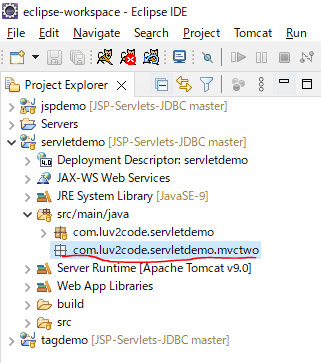 eclipse-workspace - Eclipse IDE
File Edit Navigate Search Project Tomcat Run
Project Explorer
jspdemo [JSP-Servlets-JDBC master]
Servers
servletdemo [JSP-Servlets-JDBC master]
Deployment Descriptor: servletdemo
JAX-WS Web Services
JRE System Library [JavaSE-9]
src/main/java
com.luv2code.servletdemo
com.luv2code.servletdemo.mvctwo
Server Runtime [Apache Tomcat v9.0]
Web App Libraries
build
src
tagdemo [JSP-Servlets-JDBC master]